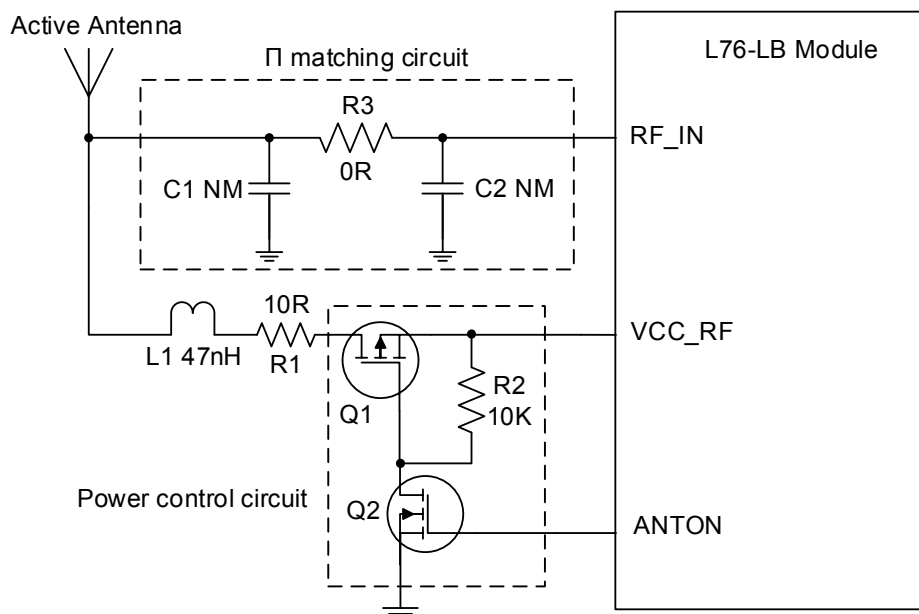 Active Antenna
Π matching circuit
L76-LB Module
R3
0R
RF_IN
C1 NM
C2 NM
10R
R1
L1 47nH
VCC_RF
Q1
R2
10K
Power control circuit
Q2
ANTON